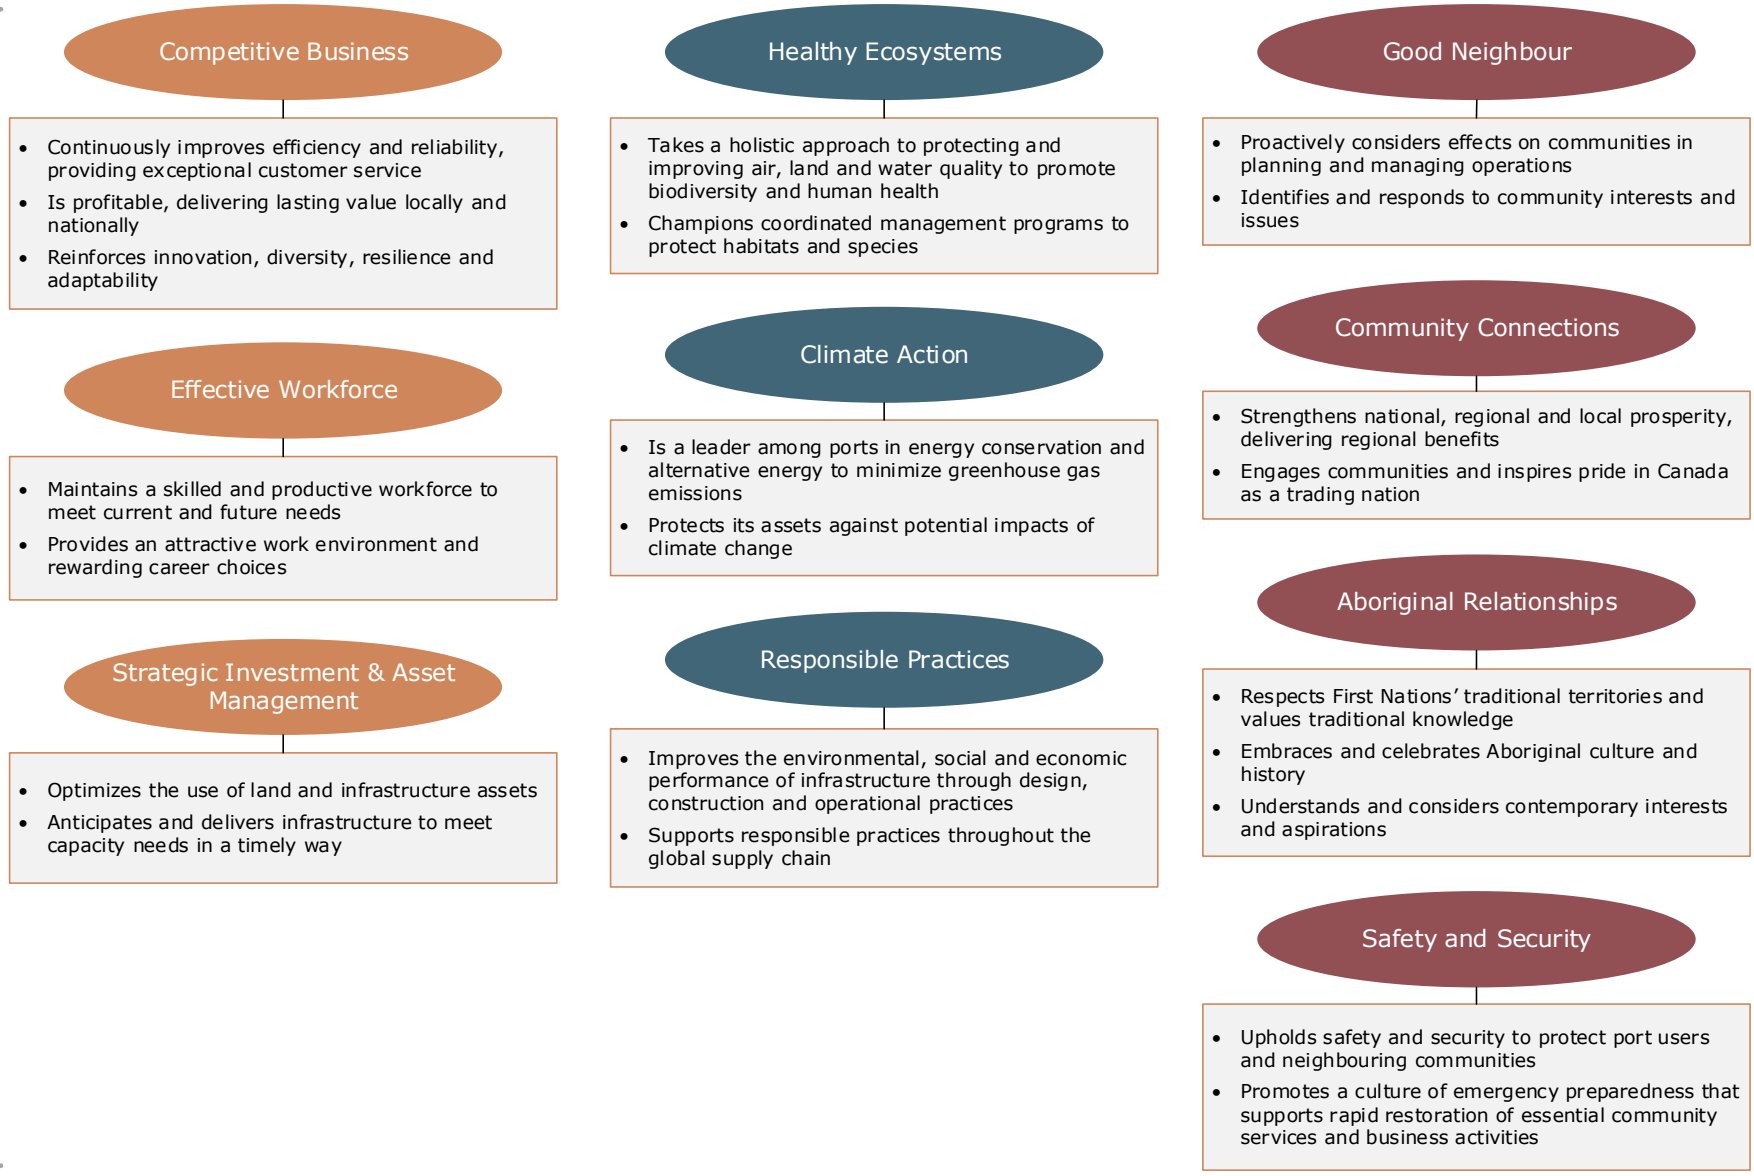 Competitive Business
• Continuously improves efficiency and reliability,
providing exceptional customer service
• Is profitable, delivering lasting value locally and
nationally
• Reinforces innovation, diversity, resilience and
adaptability
Effective Workforce
• Maintains a skilled and productive workforce to
meet current and future needs
• Provides an attractive work environment and
rewarding career choices
Strategic Investment & Asset
Management
• Optimizes the use of land and infrastructure assets
• Anticipates and delivers infrastructure to meet
capacity needs in a timely way
Healthy Ecosystems
• Takes a holistic approach to protecting and
improving air, land and water quality to promote
biodiversity and human health
• Champions coordinated management programs to
protect habitats and species
Climate Action
• Is a leader among ports in energy conservation and
alternative energy to minimize greenhouse gas
emissions
• Protects its assets against potential impacts of
climate change
Responsible Practices
• Improves the environmental, social and economic
performance of infrastructure through design,
construction and operational practices
• Supports responsible practices throughout the
global supply chain
Good Neighbour
• Proactively considers effects on communities in
planning and managing operations
• Identifies and responds to community interests and
issues
Community Connections
• Strengthens national, regional and local prosperity,
delivering regional benefits
• Engages communities and inspires pride in Canada
as a trading nation
Aboriginal Relationships
• Respects First Nations’ traditional territories and
values traditional knowledge
• Embraces and celebrates Aboriginal culture and
history
• Understands and considers contemporary interests
and aspirations
Safety and Security
• Upholds safety and security to protect port users
and neighbouring communities
• Promotes a culture of emergency preparedness that
supports rapid restoration of essential community
services and business activities